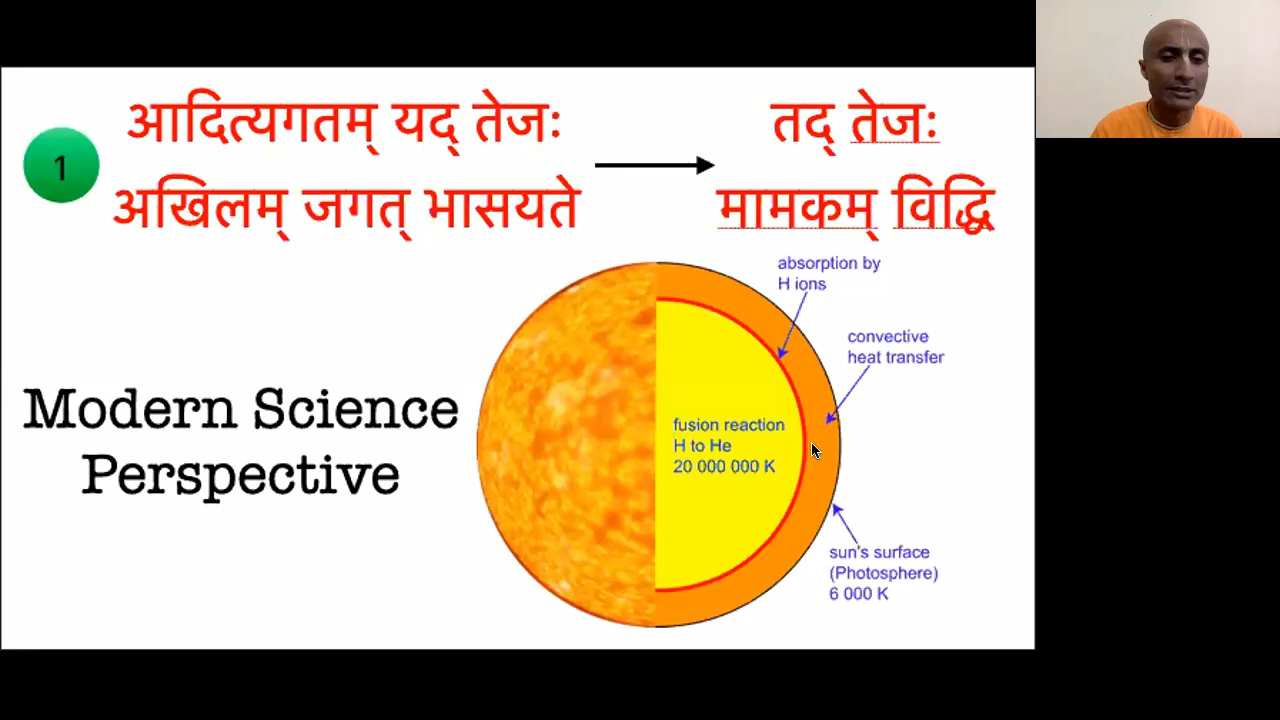 1
आदित्यगतम् यद् तेजः
अखिलम् जगत् भासयते
तद् तेजः
मामकम् विद्धि
Modern Science
Perspective
absorption by
H ions
convective
heat transfer
fusion reaction
H to He
20 000 000 K
sun's surface
(Photosphere)
6 000 K